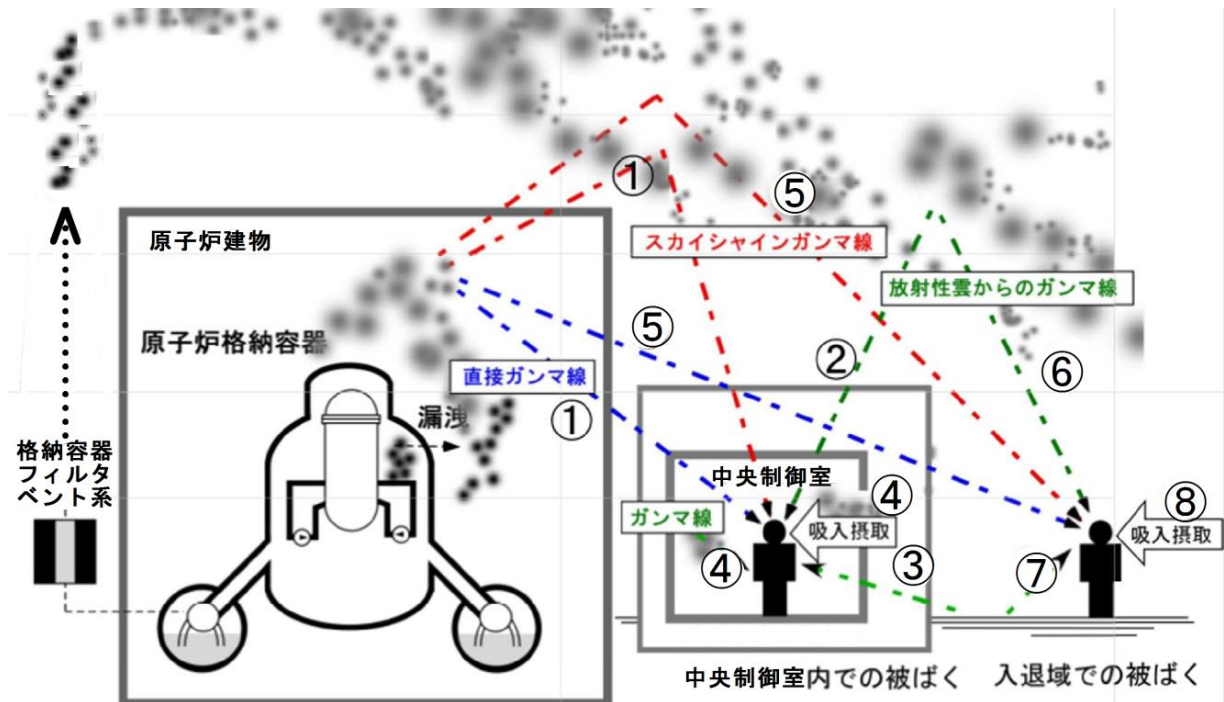 ①
⑤
原子炉建物
スカイシャインガンマ線
放射性雲からのガンマ線
原子炉格納容器
⑤
②
⑥
直接ガンマ線
①
漏洩
格納容器
フィルタ
ベント系
中央制御室
④
⑧
ガンマ線
吸入摂取
吸入摂取
④
③
⑦
中央制御室内での被ばく
入退域での被ばく